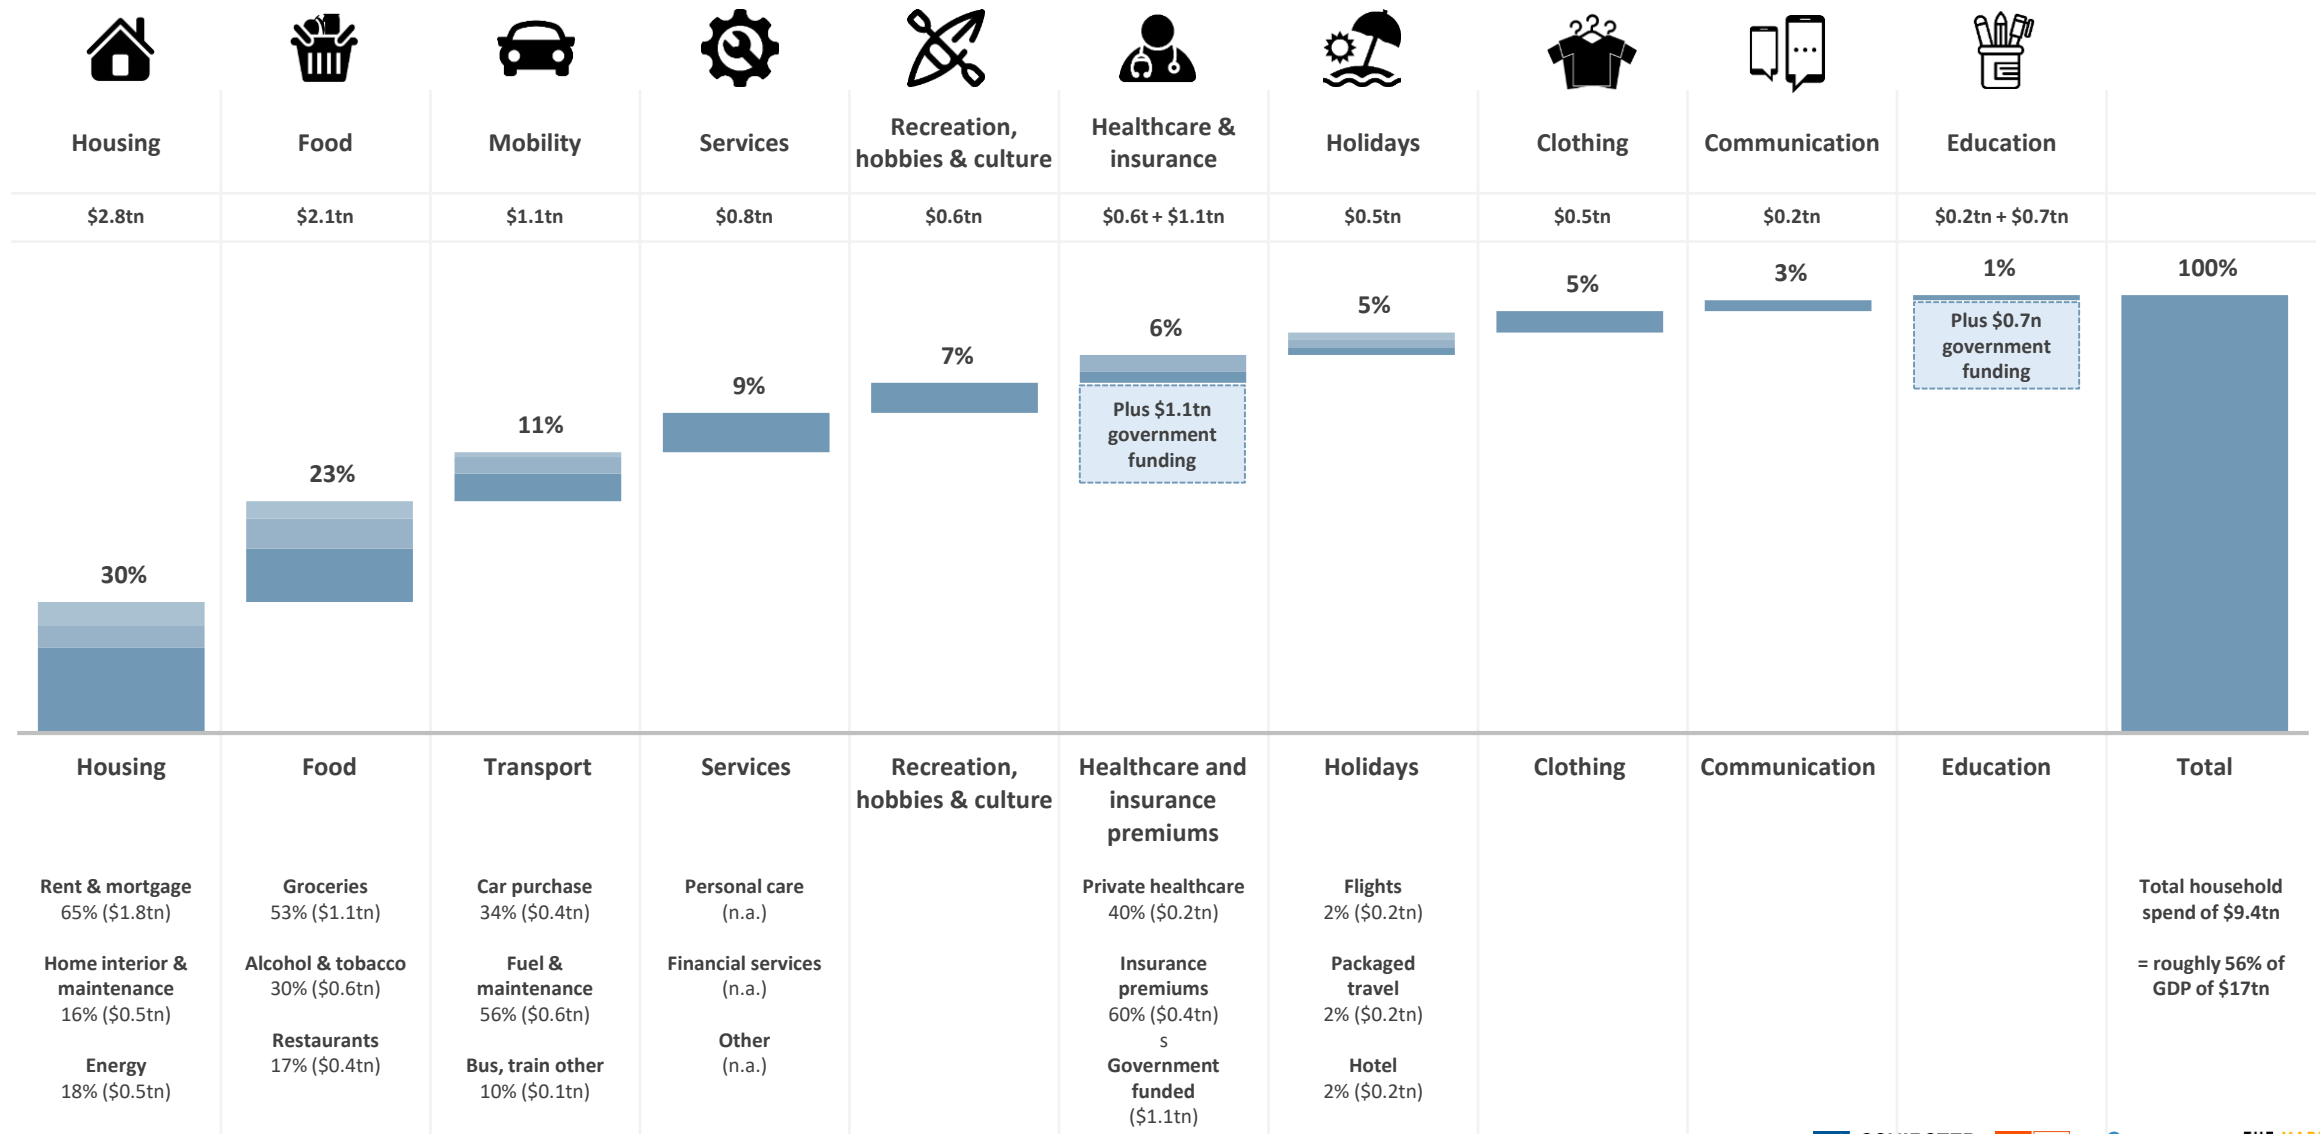 Housing
Food
Mobility
Services
Recreation,
hobbies & culture
Healthcare &
insurance
Holidays
Clothing
Communication
Education
$2.8tn
$2.1tn
$1.1tn
$0.8tn
$0.6tn
$0.6t + $1.1tn
$0.5tn
$0.5tn
$0.2tn
$0.2tn + $0.7tn
30%
23%
11%
9%
7%
6%
Plus $1.1tn
government
funding
5%
5%
3%
1%
Plus $0.7n
government
funding
100%
Housing
Food
Transport
Services
Recreation,
hobbies & culture
Healthcare and
insurance
premiums
Holidays
Clothing
Communication
Education
Total
Rent & mortgage
65% ($1.8tn)
Home interior &
maintenance
16% ($0.5tn)
Energy
18% ($0.5tn)
Groceries
53% ($1.1tn)
Alcohol & tobacco
30% ($0.6tn)
Restaurants
17% ($0.4tn)
Car purchase
34% ($0.4tn)
Fuel &
maintenance
56% ($0.6tn)
Bus, train other
10% ($0.1tn)
Personal care
(n.a.)
Financial services
(n.a.)
Other
(n.a.)
Private healthcare
40% ($0.2tn)
Insurance
premiums
60% ($0.4tn)
s
Government
funded
($1.1tn)
Flights
2% ($0.2tn)
Packaged
travel
2% ($0.2tn)
Hotel
2% ($0.2tn)
Total household
spend of $9.4tn
= roughly 56% of
GDP of $17tn